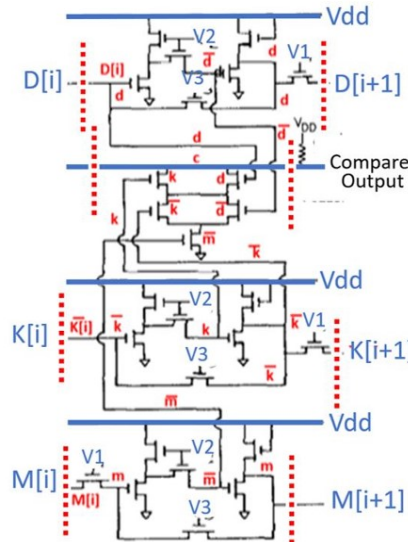 Vdd
V2
d̅
d
V1
D[i]
D[i]
d
V3
d
D[i+1]
d
d̅
V_DD
c
Compare Output
k
d
k
k̅
d̅
m̅
k̅
Vdd
V2
K[i]
K̅[i]
k̅
k
k̅
V1
K[i+1]
V3
k̅
m̅
Vdd
V1
V2
M[i]
m
m̅
m
M[i]
V3
M[i+1]